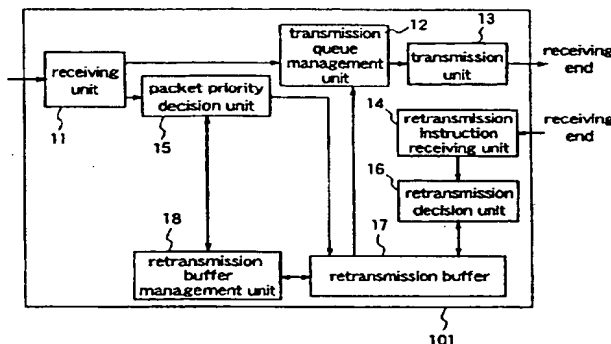 12
13
transmission
queue
management
unit
transmission
unit
receiving
end
receiving
unit
packet priority
decision unit
11
15
14
retransmission
instruction
receiving unit
receiving
end
16
retransmission
decision unit
18
17
retransmission
buffer
management unit
retransmission buffer
101